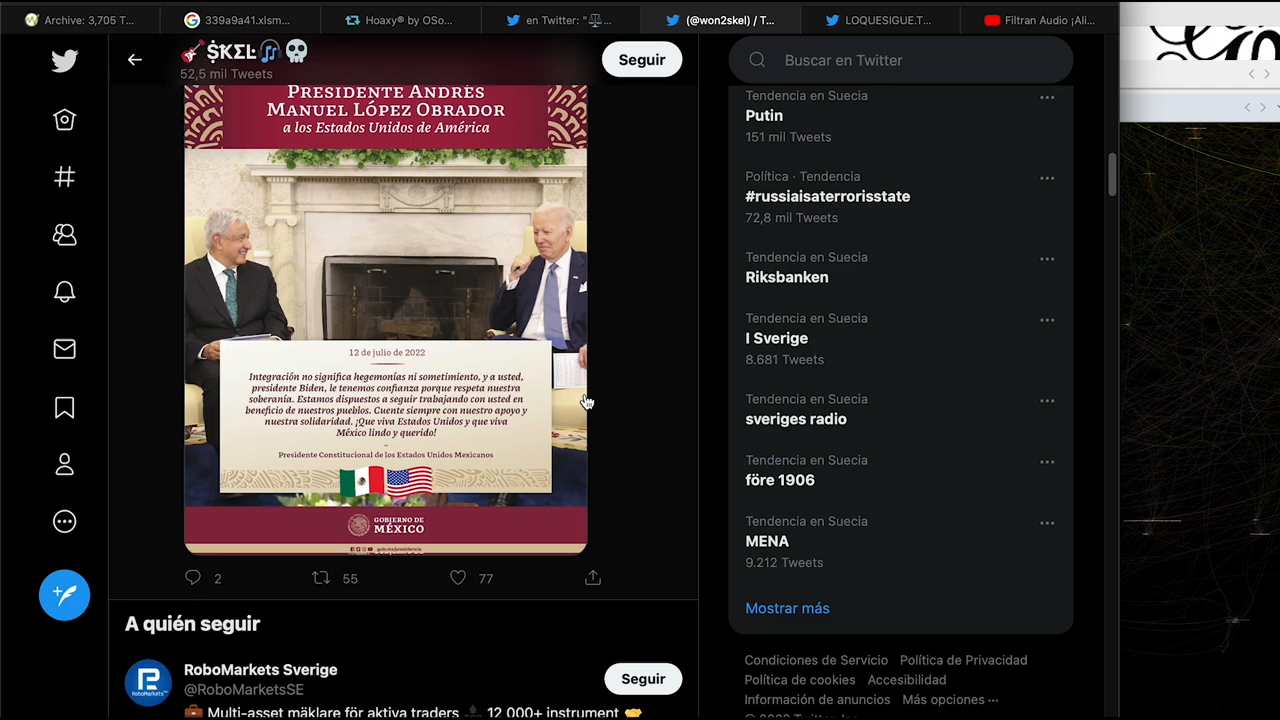 Archive: 3,705 T...
339a9a41.xlsm...
Hoaxy® by OSo...
en Twitter: "⚖...
(@won2skel) / T...
LOQUESIGUE.T...
Filtran Audio ¡Ali...
🎸 ŞKEŁ🎧💀
52,5 mil Tweets
Seguir
Buscar en Twitter
PRESIDENTE ANDRÉS
MANUEL LÓPEZ OBRADOR
a los Estados Unidos de América
12 de julio de 2022
Integración no significa hegemonías ni sometimiento, y a usted,
presidente Biden, le tenemos confianza porque respeta nuestra
soberanía. Estamos dispuestos a seguir trabajando con usted en
beneficio de nuestros pueblos. Cuente siempre con nuestro apoyo y
nuestra solidaridad. ¡Que viva Estados Unidos y que viva
México lindo y querido!
Presidente Constitucional de los Estados Unidos Mexicanos
GOBIERNO DE
MÉXICO
gob.mx/presidencia
2
55
77
A quién seguir
RoboMarkets Sverige
@RoboMarketsSE
Seguir
💼 Multi-asset mäklare för aktiva traders 12 000+ instrument 🤝
Tendencia en Suecia
Putin
151 mil Tweets
Política · Tendencia
#russiaisaterrorisstate
72,8 mil Tweets
Tendencia en Suecia
Riksbanken
Tendencia en Suecia
I Sverige
8.681 Tweets
Tendencia en Suecia
sveriges radio
Tendencia en Suecia
före 1906
Tendencia en Suecia
MENA
9.212 Tweets
Mostrar más
Condiciones de Servicio Política de Privacidad
Política de cookies Accesibilidad
Información de anuncios Más opciones ···